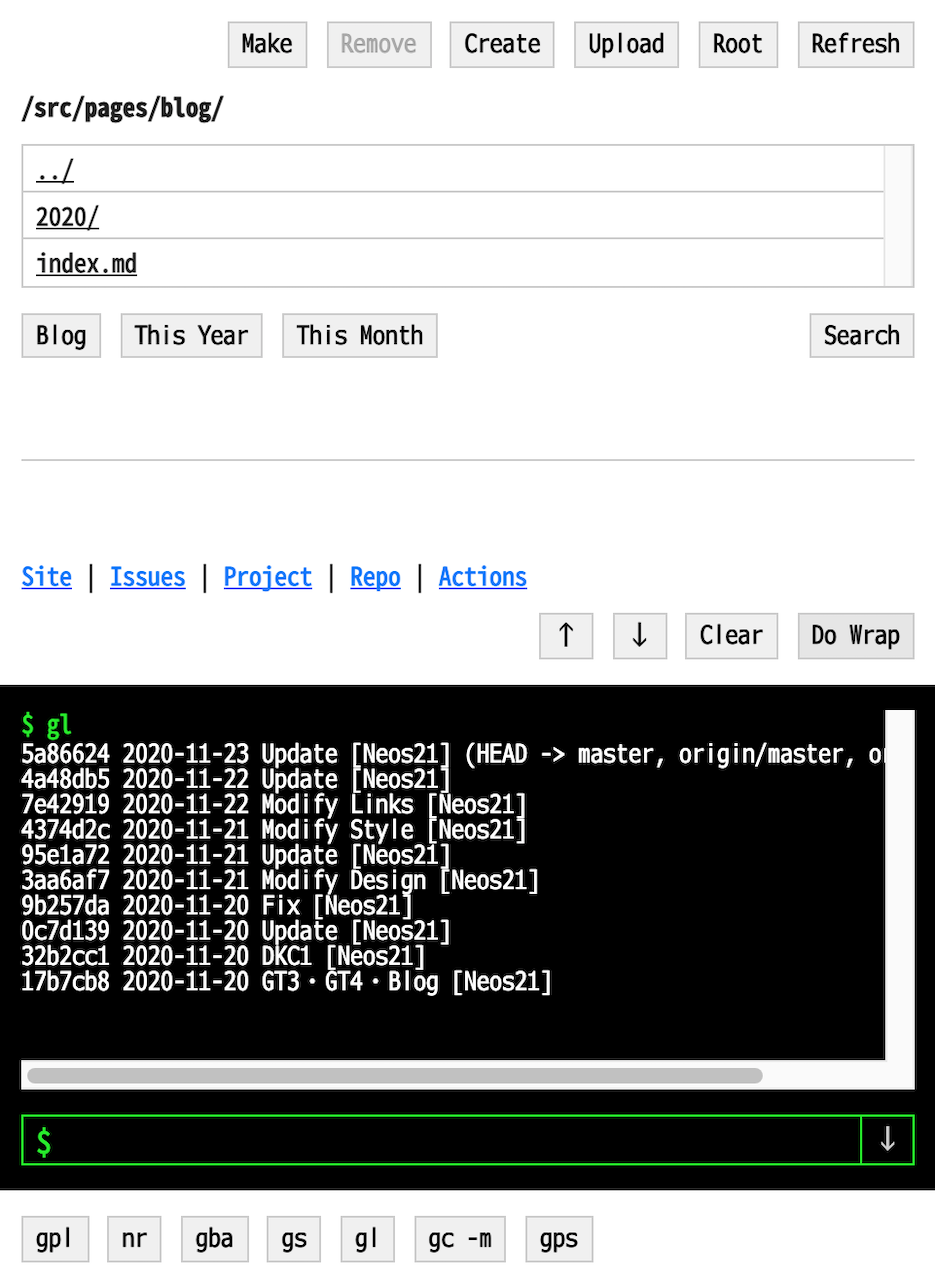 Make Remove Create Upload Root Refresh
/src/pages/blog/
../
2020/
index.md
Blog This Year This Month Search
Site | Issues | Project | Repo | Actions
↑ ↓ Clear Do Wrap
$ gl
5a86624 2020-11-23 Update [Neos21] (HEAD -> master, origin/master,
4a48db5 2020-11-22 Update [Neos21]
7e42919 2020-11-22 Modify Links [Neos21]
4374d2c 2020-11-21 Modify Style [Neos21]
95e1a72 2020-11-21 Update [Neos21]
3aa6af7 2020-11-21 Modify Design [Neos21]
9b257da 2020-11-20 Fix [Neos21]
0c7d139 2020-11-20 Update [Neos21]
32b2cc1 2020-11-20 DKC1 [Neos21]
17b7cb8 2020-11-20 GT3・GT4・Blog [Neos21]
$ ↓
gpl nr gba gs gl gc -m gps